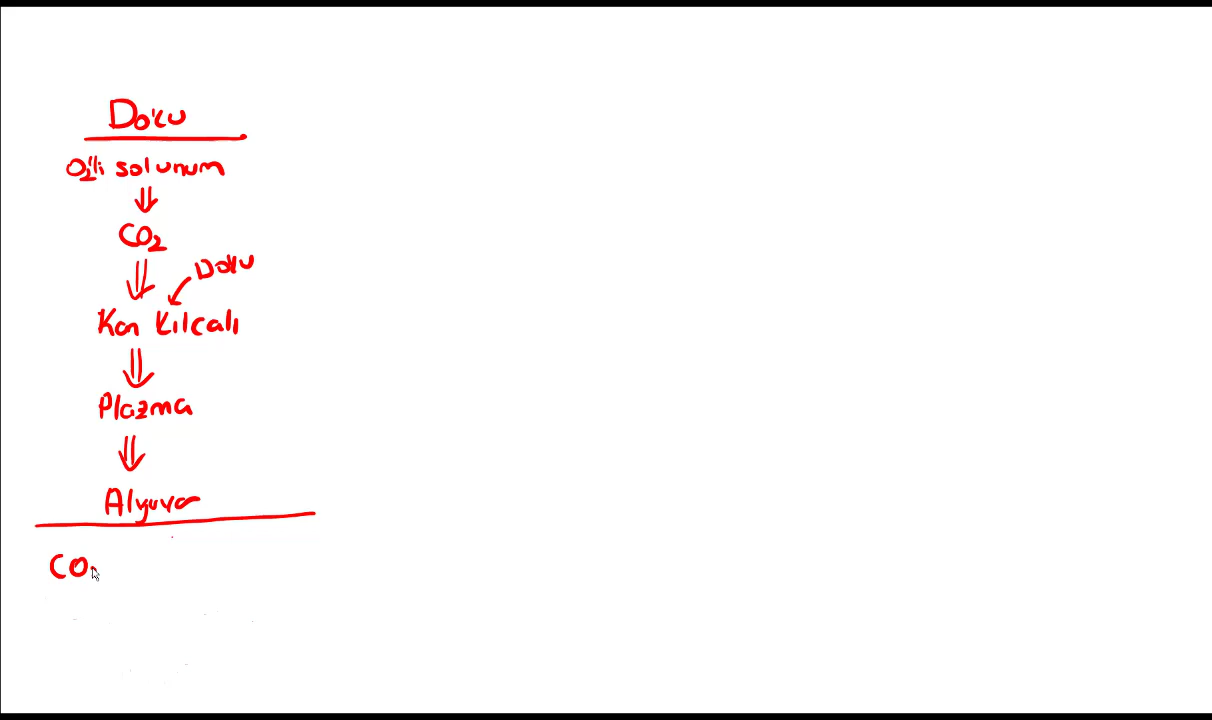 Doku
O₂'li solunum
⇓
CO₂
⇓
Doku
Kan Kılcalı
⇓
Plazma
⇓
Alyuvar
CO